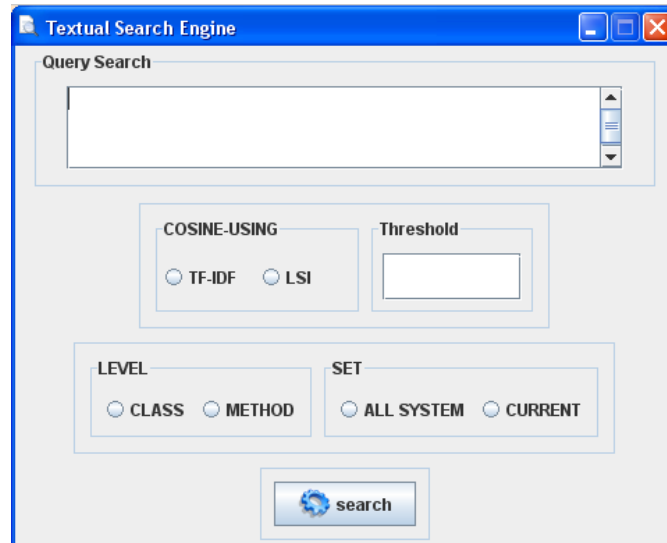 Textual Search Engine
Query Search
COSINE-USING Threshold
TF-IDF LSI
LEVEL SET
CLASS METHOD ALL SYSTEM CURRENT
search